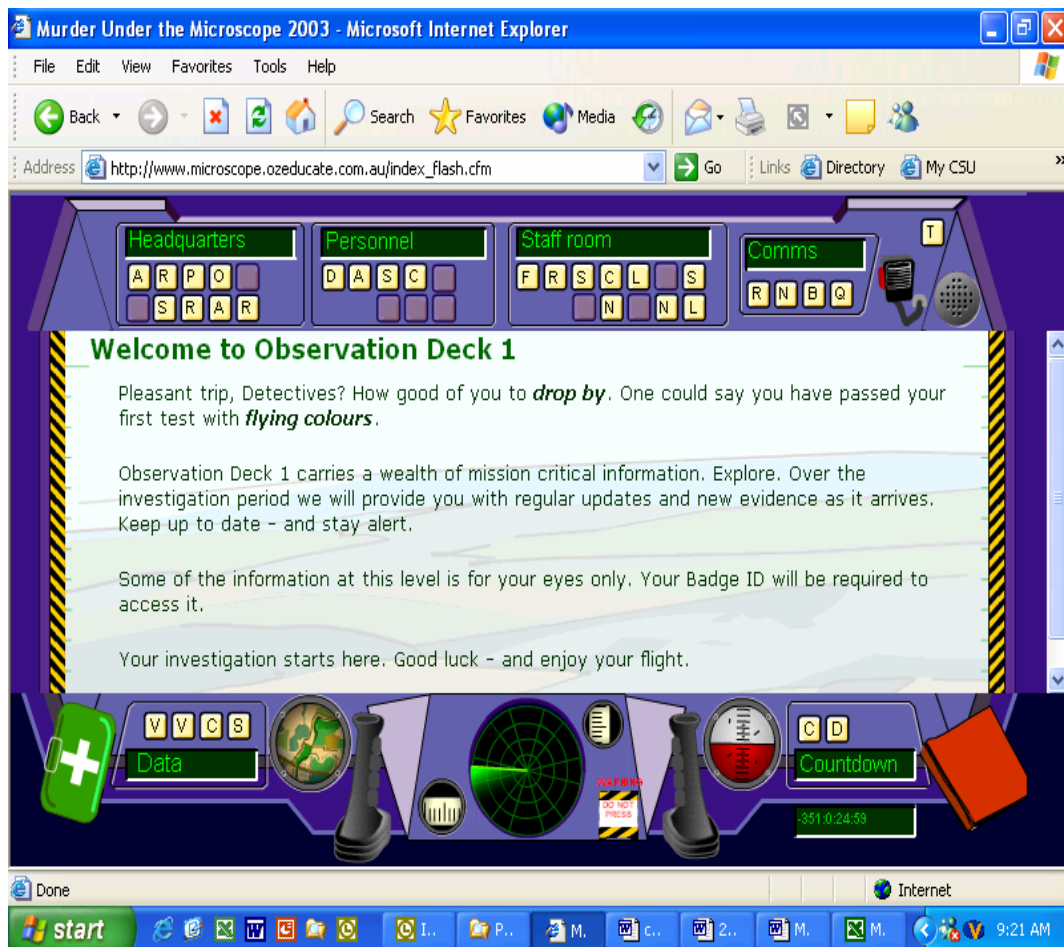 Murder Under the Microscope 2003 - Microsoft Internet Explorer
File Edit View Favorites Tools Help
Back Search Favorites Media
Address http://www.microscope.ozeducate.com.au/index_flash.cfm Go Links Directory My CSU »
Headquarters Personnel Staff room Comms T
A R P O D A S C F R S C L S R N B Q
S R A R N N L
Welcome to Observation Deck 1
Pleasant trip, Detectives? How good of you to drop by. One could say you have passed your
first test with flying colours.
Observation Deck 1 carries a wealth of mission critical information. Explore. Over the
investigation period we will provide you with regular updates and new evidence as it arrives.
Keep up to date – and stay alert.
Some of the information at this level is for your eyes only. Your Badge ID will be required to
access it.
Your investigation starts here. Good luck – and enjoy your flight.
V V C S C D
Data Countdown
WARNING
DO NOT
PRESS
-351:0:24:59
Done Internet
start I.. P.. M. c.. 2.. M. M. 9:21 AM